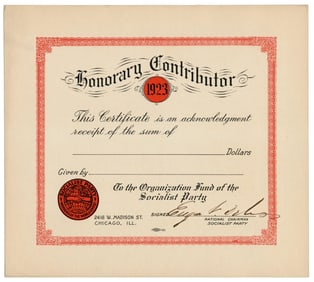 Honorary Contributor
1923
This Certificate is an acknowledgment
receipt of the sum of
Dollars
Given by
To the Organization Fund of the
Socialist Party
2418 W. MADISON ST.
CHICAGO, ILL.
SIGNED
NATIONAL CHAIRMAN
SOCIALIST PARTY